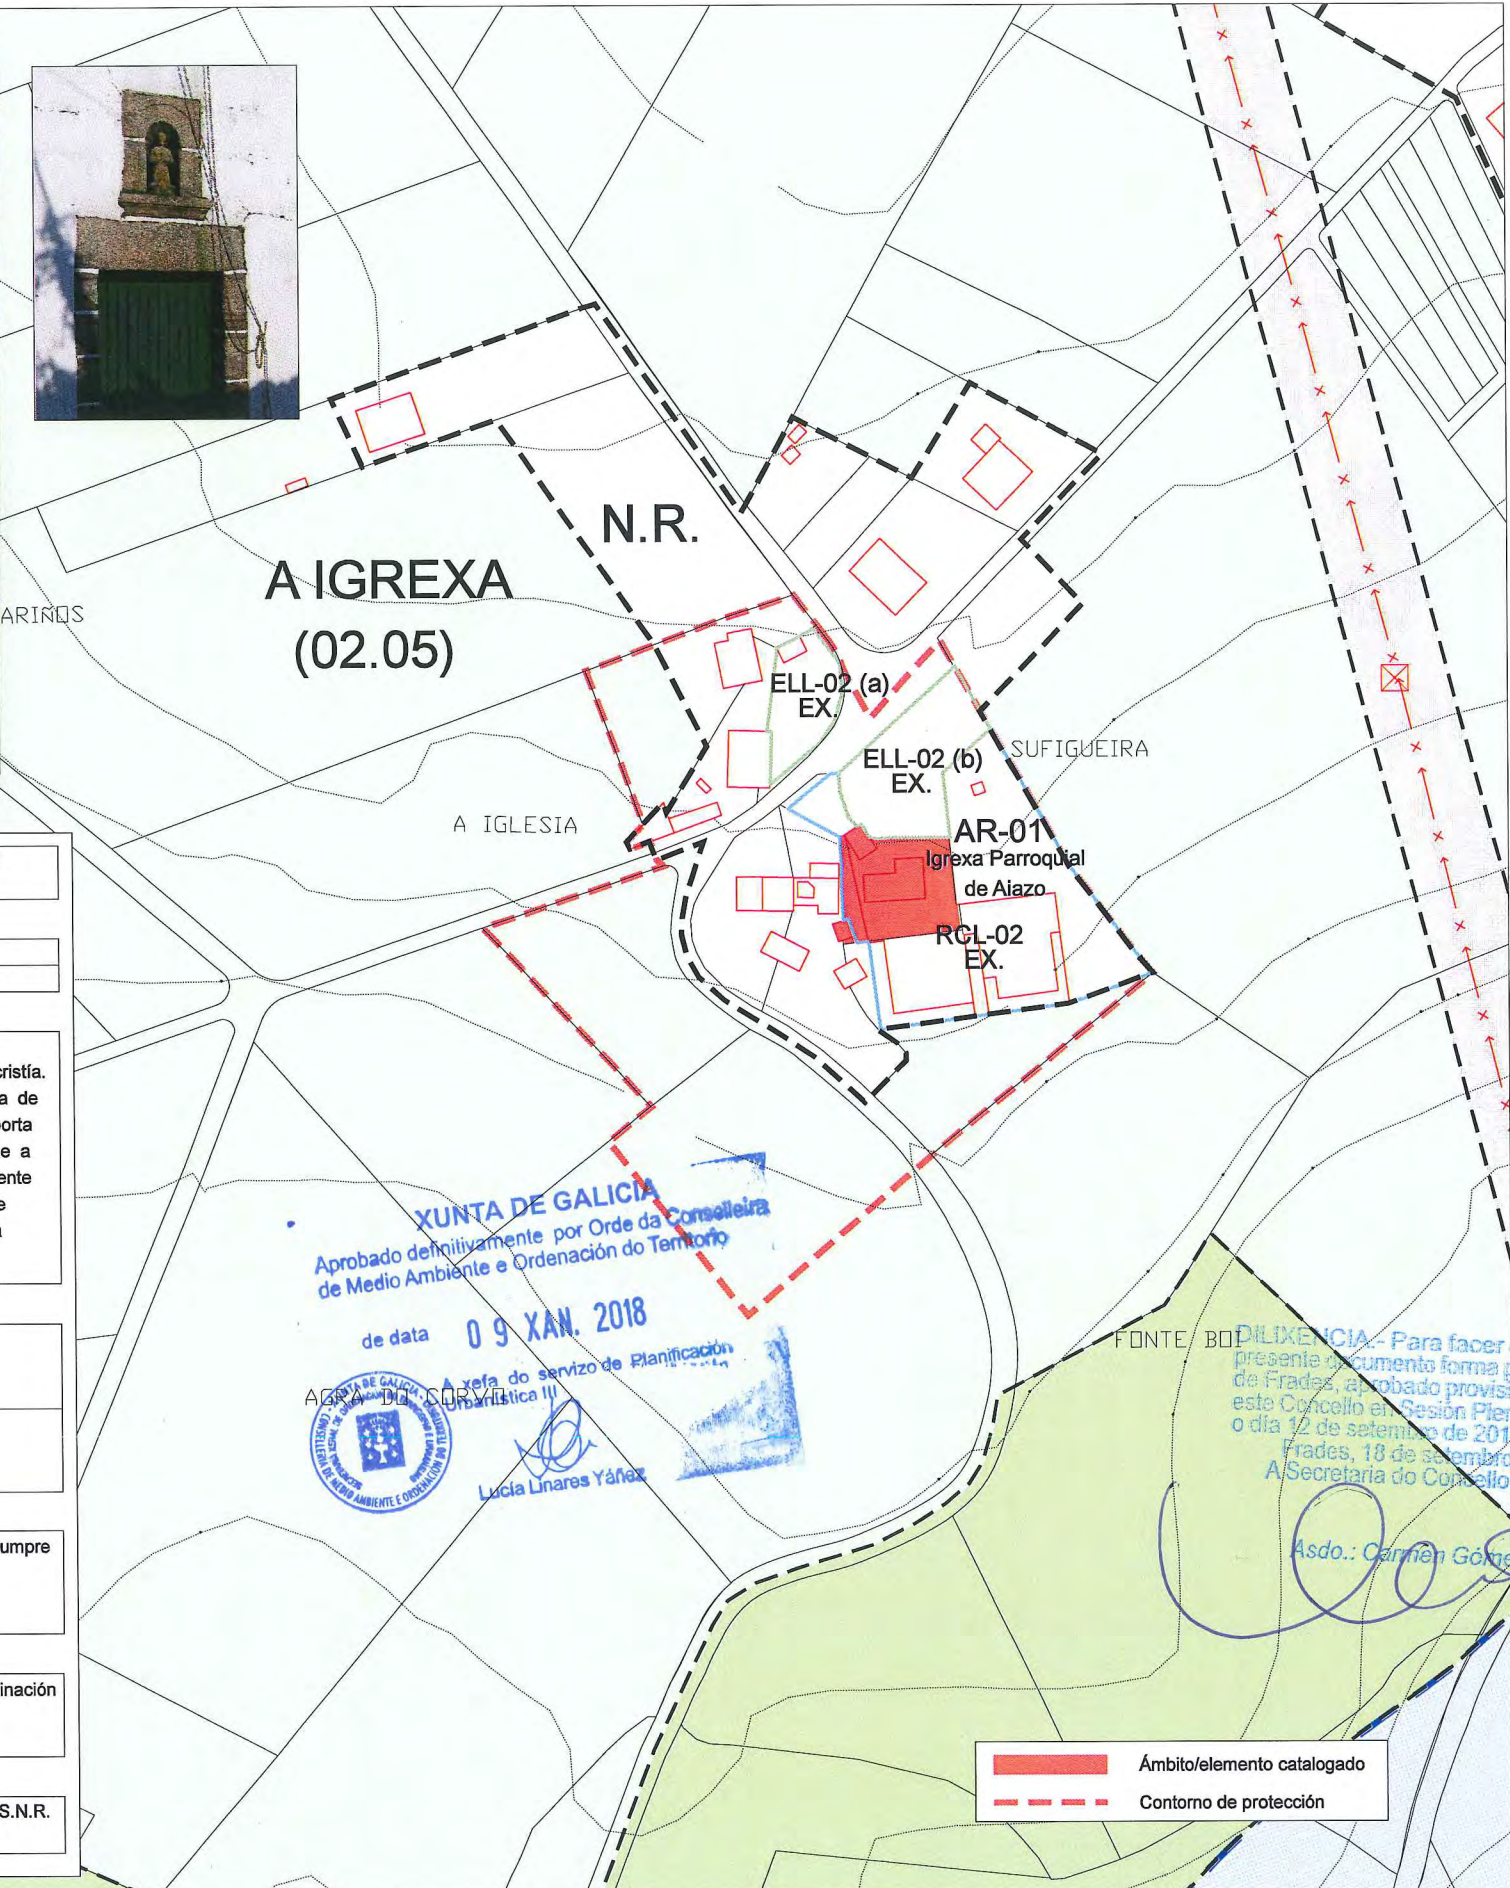 N.R.
A IGREXA
(02.05)
ARIÑOS
ELL-02 (a)
EX.
ELL-02 (b)
EX.
SUFIGUEIRA
A IGLESIA
AR-01
Igrexa Parroquial
de Aiazo
RCL-02
EX.
cristía.
a de
porta
e a
ente
e
umpre
inación
S.N.R.
XUNTA DE GALICIA
Aprobado definitivamente por Orde da Conselleira
de Medio Ambiente e Ordenación do Territorio
de data 09 XAN. 2018
A xefa do servizo de Planificación
Urbanística III
AGRA DO CORVO
Lucía Linares Yáñez
FONTE BOI
DILIXENCIA.- Para facer
presente documento forma
de Frades, aprobado provis
este Concello en Sesión Ple
o día 12 de setembro de 201
Frades, 18 de setembro
A Secretaria do Concello
Asdo.: Carmen Góme
Ámbito/elemento catalogado
Contorno de protección